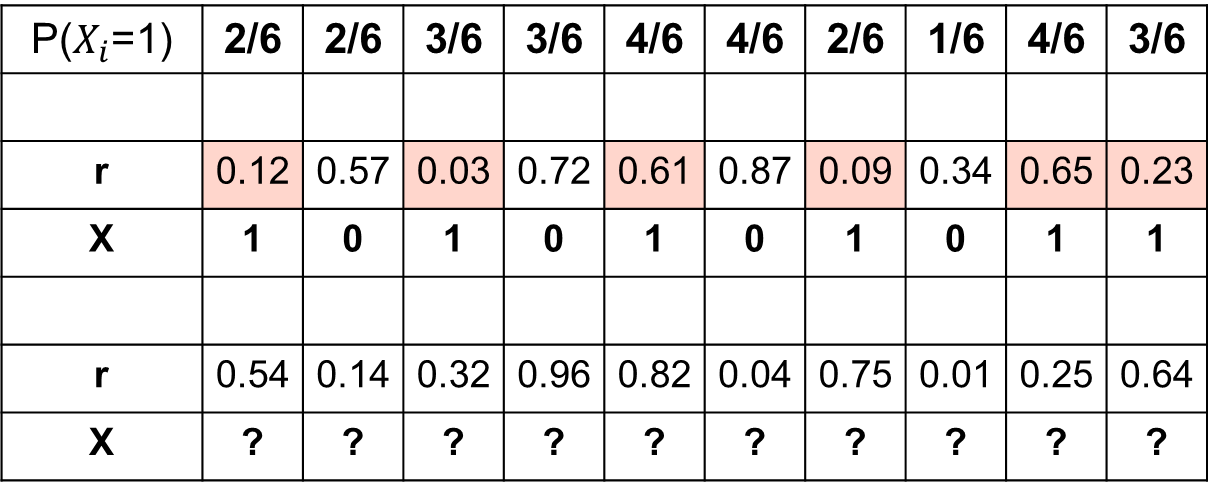 P(𝑋ᵢ=1) 2/6 2/6 3/6 3/6 4/6 4/6 2/6 1/6 4/6 3/6
r 0.12 0.57 0.03 0.72 0.61 0.87 0.09 0.34 0.65 0.23
X 1 0 1 0 1 0 1 0 1 1
r 0.54 0.14 0.32 0.96 0.82 0.04 0.75 0.01 0.25 0.64
X ? ? ? ? ? ? ? ? ? ?